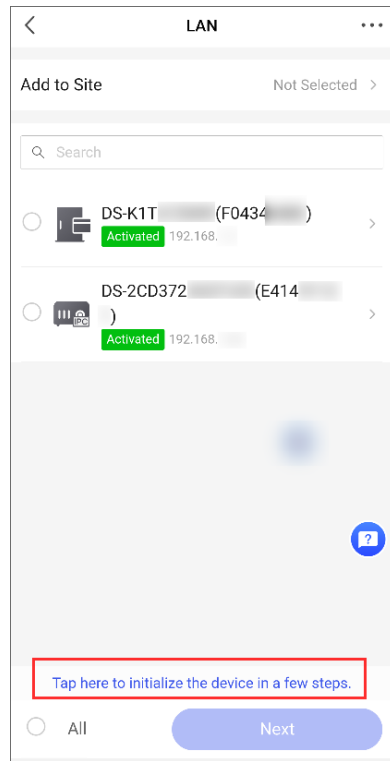 LAN
Add to Site Not Selected
Search
DS-K1T (F0434 )
Activated 192.168.
DS-2CD372 (E414
)
Activated 192.168.
IPC
?
Tap here to initialize the device in a few steps.
All Next